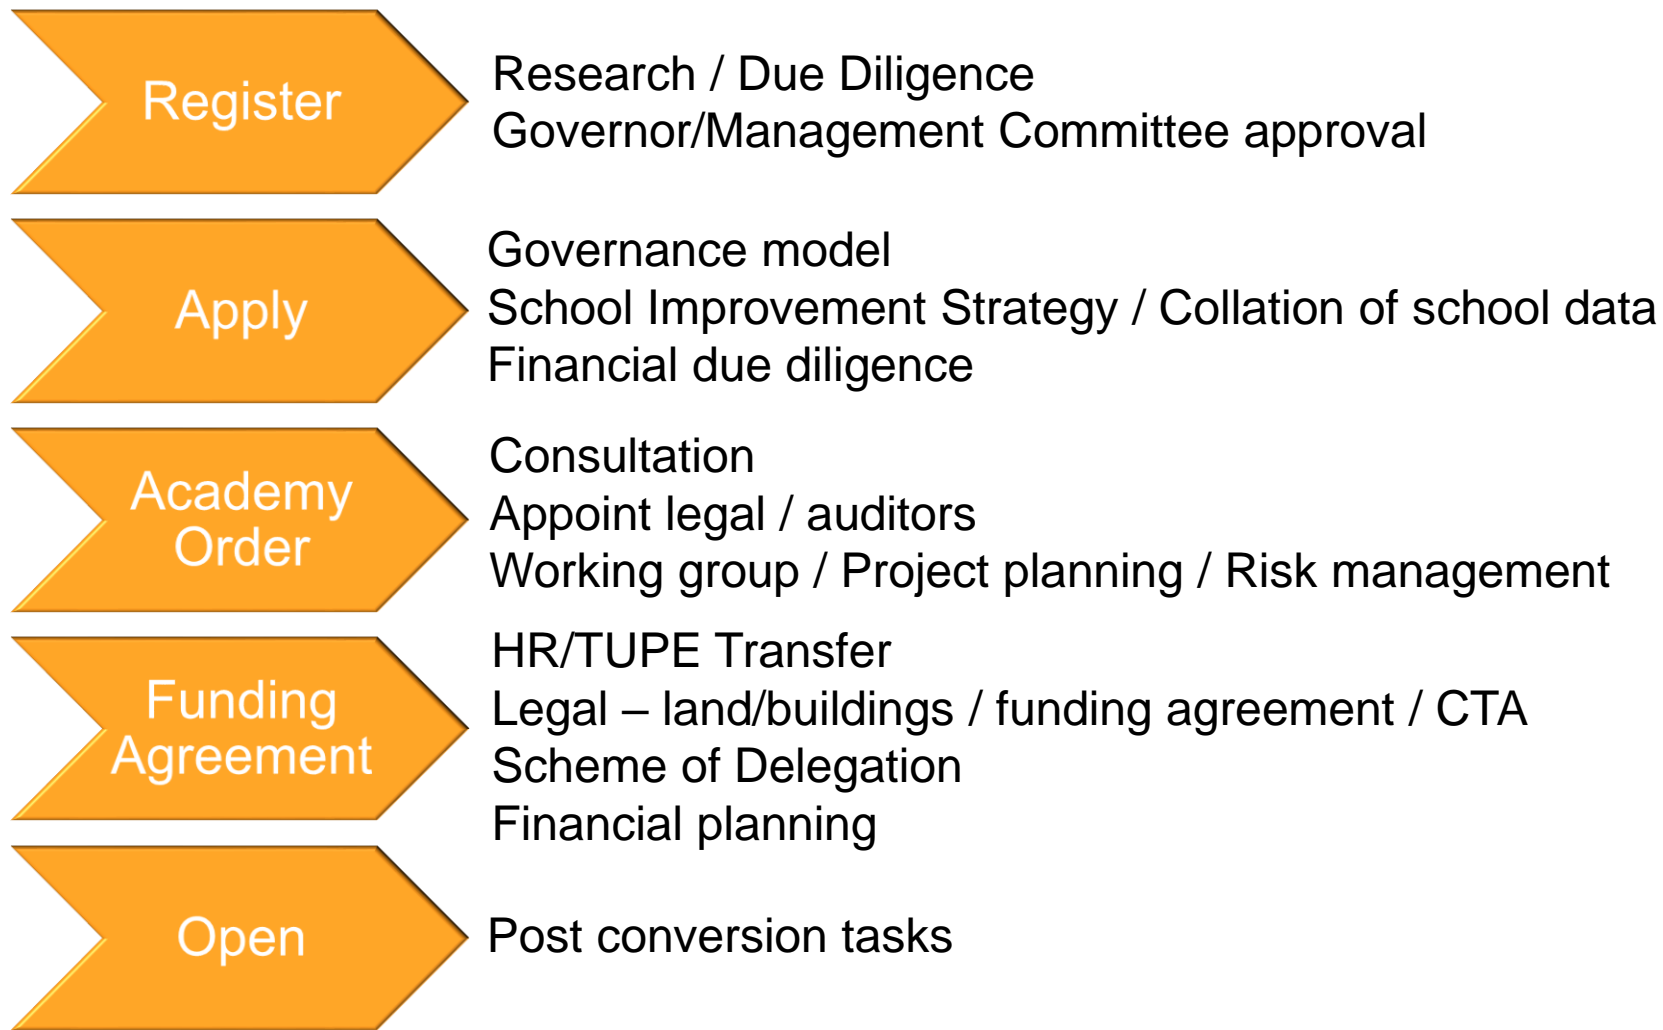 Register
Research / Due Diligence
Governor/Management Committee approval
Apply
Governance model
School Improvement Strategy / Collation of school data
Financial due diligence
Academy
Order
Consultation
Appoint legal / auditors
Working group / Project planning / Risk management
Funding
Agreement
HR/TUPE Transfer
Legal – land/buildings / funding agreement / CTA
Scheme of Delegation
Financial planning
Open
Post conversion tasks